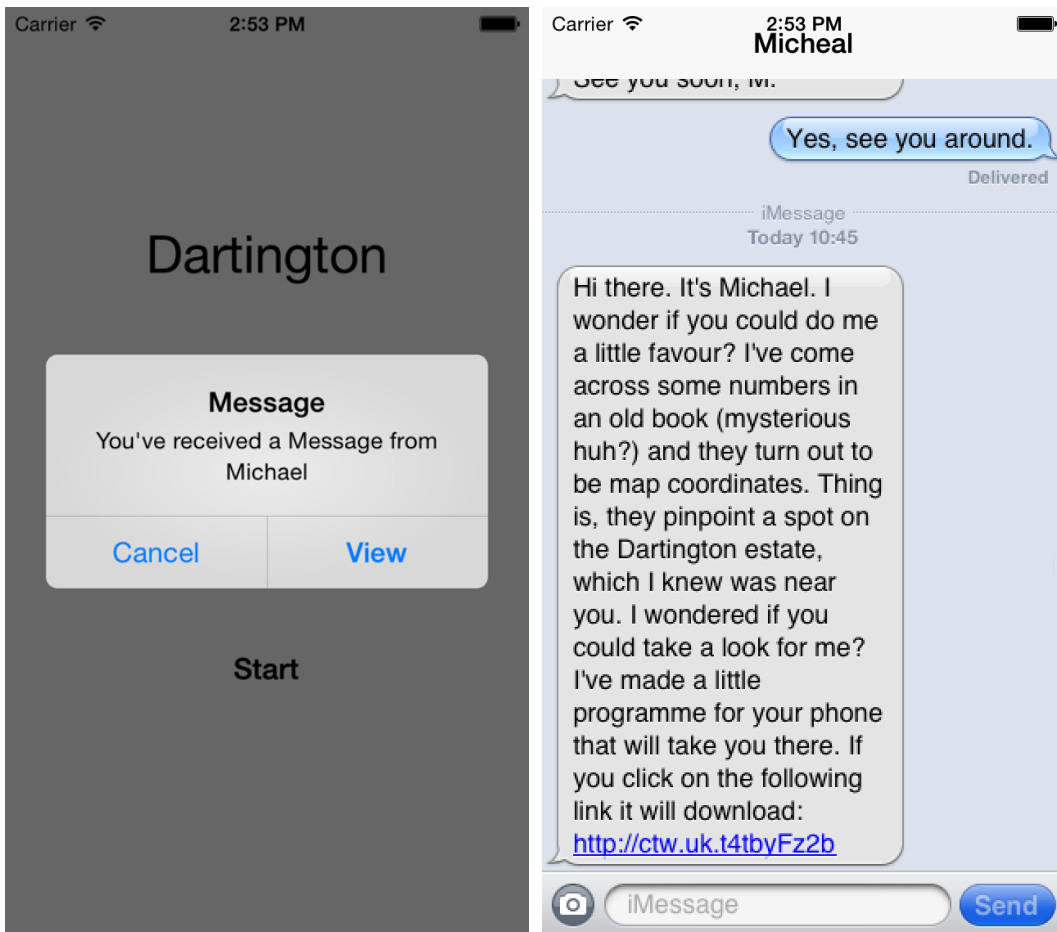 Carrier 2:53 PM
Dartington
Message
You've received a Message from
Michael
Cancel View
Start
Carrier 2:53 PM
Micheal
See you soon, M.
Yes, see you around.
Delivered
iMessage
Today 10:45
Hi there. It's Michael. I
wonder if you could do me
a little favour? I've come
across some numbers in
an old book (mysterious
huh?) and they turn out to
be map coordinates. Thing
is, they pinpoint a spot on
the Dartington estate,
which I knew was near
you. I wondered if you
could take a look for me?
I've made a little
programme for your phone
that will take you there. If
you click on the following
link it will download:
http://ctw.uk.t4tbyFz2b
iMessage Send